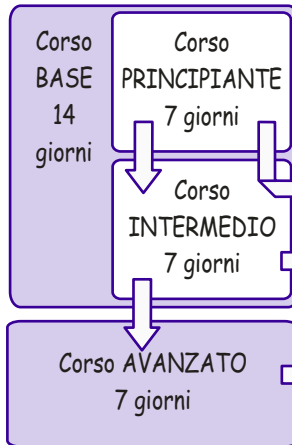 Corso
BASE
14
giorni
Corso
PRINCIPIANTE
7 giorni
Corso
INTERMEDIO
7 giorni
Corso AVANZATO
7 giorni